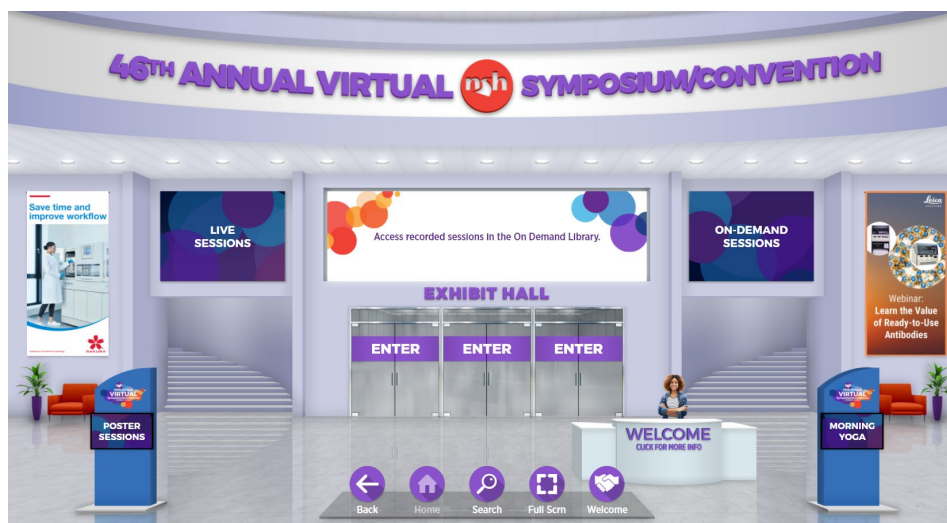 46TH ANNUAL VIRTUAL nsh SYMPOSIUM/CONVENTION
Save time and
improve workflow
SAKURA
LIVE
SESSIONS
Access recorded sessions in the On Demand Library.
ON-DEMAND
SESSIONS
Leica
Webinar:
Learn the Value
of Ready-to-Use
Antibodies
EXHIBIT HALL
ENTER
ENTER
ENTER
VIRTUAL
POSTER
SESSIONS
WELCOME
CLICK FOR MORE INFO
VIRTUAL
MORNING
YOGA
Back
Home
Search
Full Scrn
Welcome